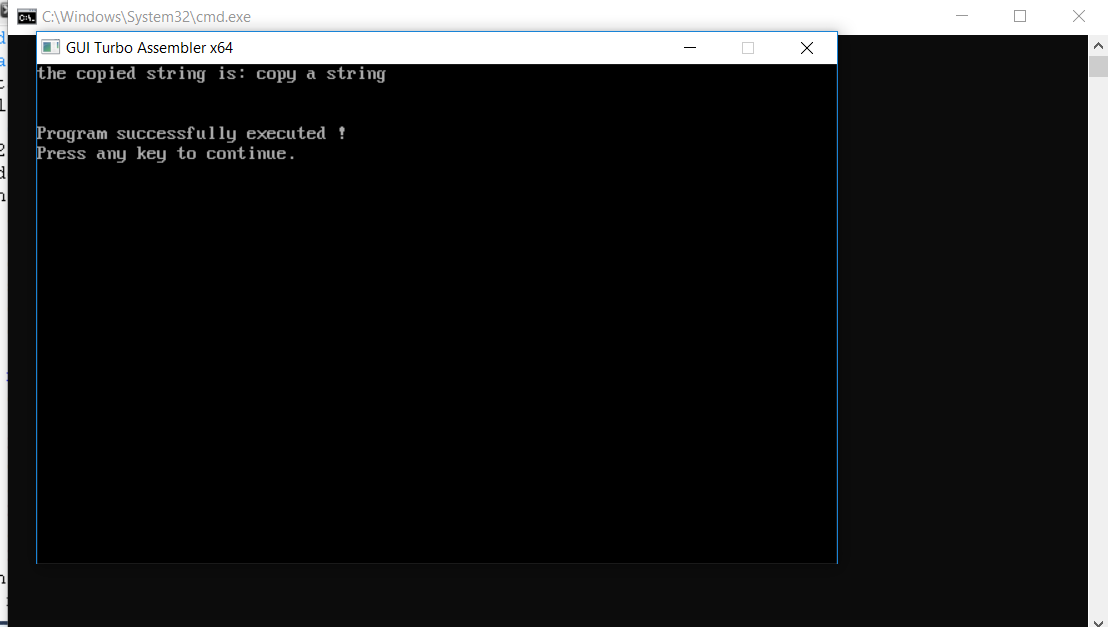 C:\Windows\System32\cmd.exe
GUI Turbo Assembler x64
the copied string is: copy a string
Program successfully executed !
Press any key to continue.